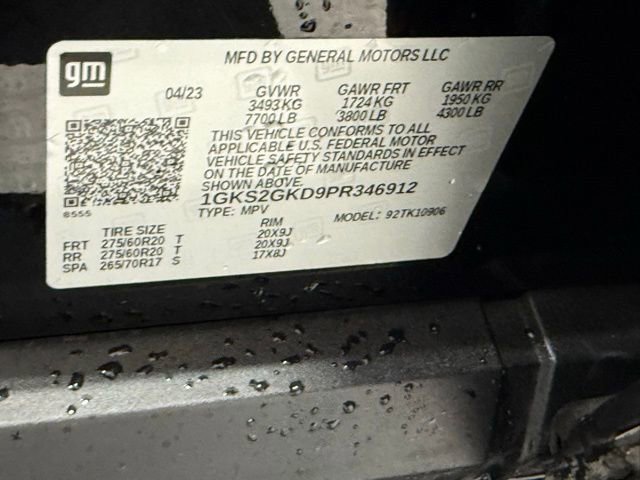 gm
MFD BY GENERAL MOTORS LLC
04/23 GVWR GAWR FRT GAWR RR
3493 KG 1724 KG 1950 KG
7700 LB 3800 LB 4300 LB
THIS VEHICLE CONFORMS TO ALL
APPLICABLE U.S. FEDERAL MOTOR
VEHICLE SAFETY STANDARDS IN EFFECT
ON THE DATE OF MANUFACTURE
SHOWN ABOVE.
1GKS2GKD9PR346912
8555
TYPE: MPV MODEL: 92TK10906
TIRE SIZE RIM
FRT 275/60R20 T 20X9J
RR 275/60R20 T 20X9J
SPA 265/70R17 S 17X8J